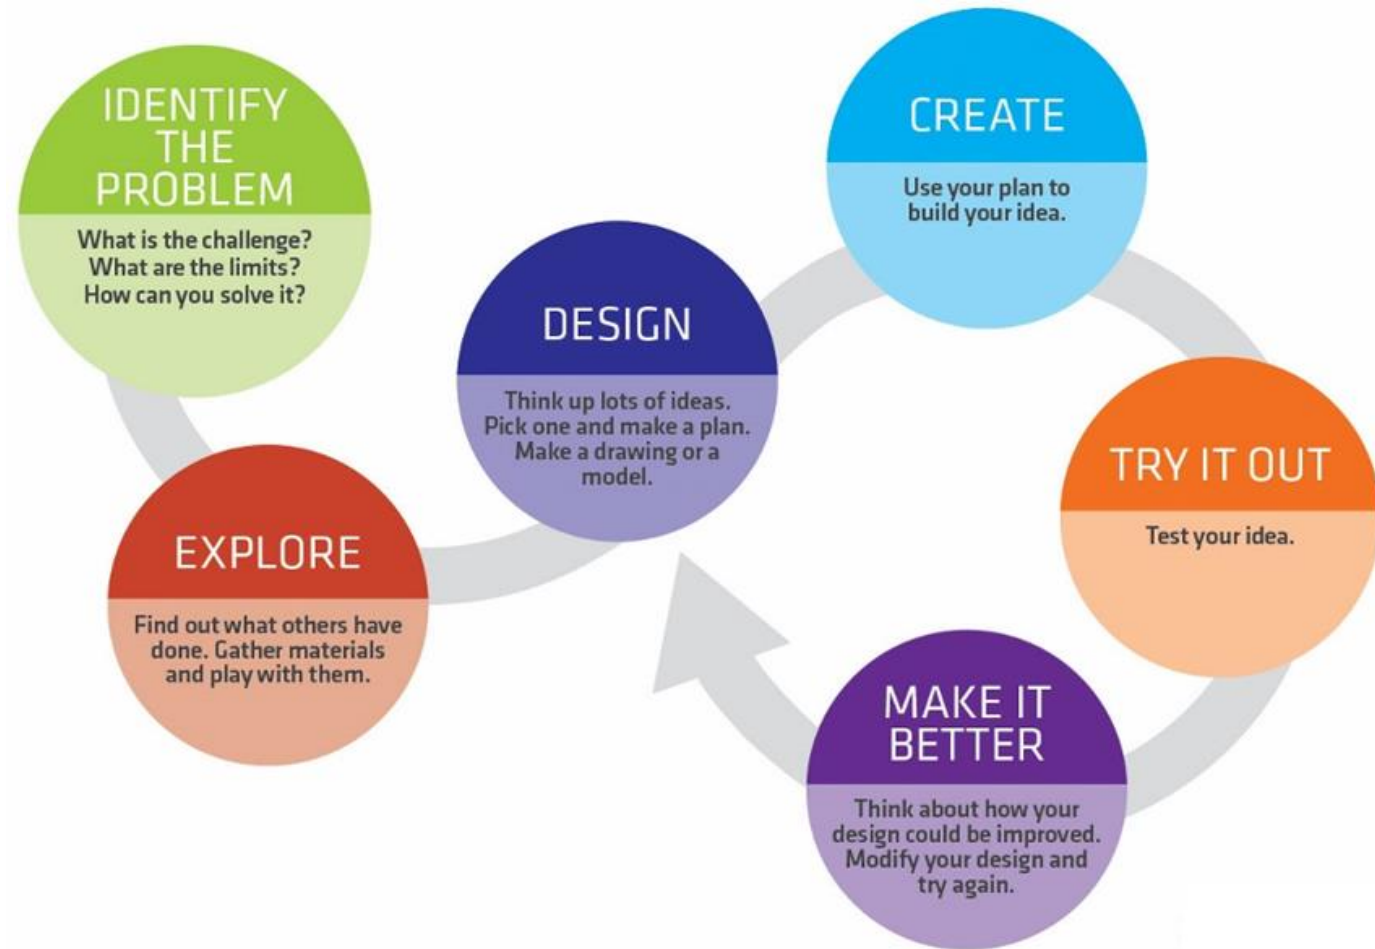 IDENTIFY
THE
PROBLEM
What is the challenge?
What are the limits?
How can you solve it?
EXPLORE
Find out what others have
done. Gather materials
and play with them.
DESIGN
Think up lots of ideas.
Pick one and make a plan.
Make a drawing or a
model.
CREATE
Use your plan to
build your idea.
TRY IT OUT
Test your idea.
MAKE IT
BETTER
Think about how your
design could be improved.
Modify your design and
try again.